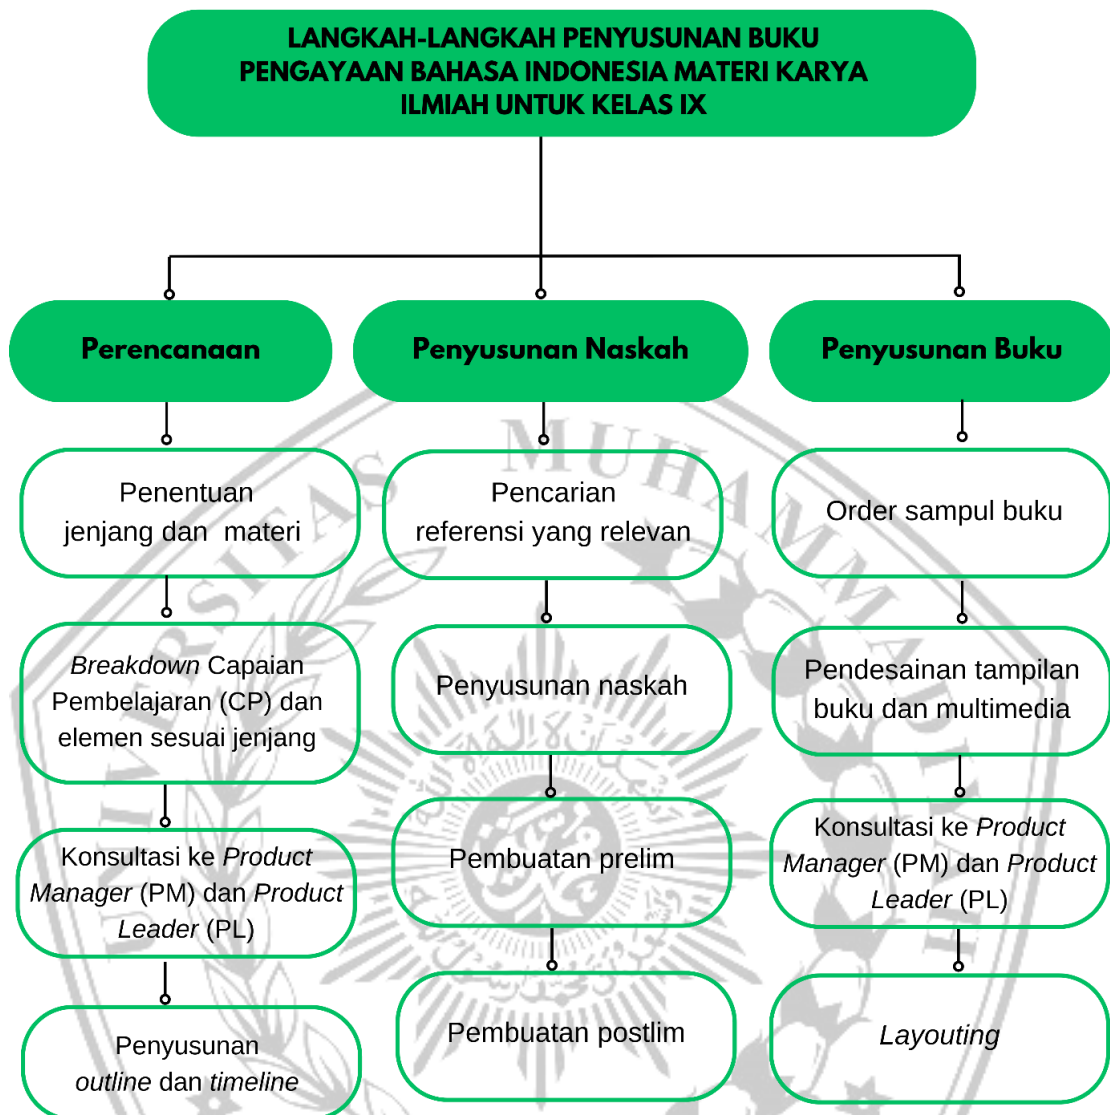 LANGKAH-LANGKAH PENYUSUNAN BUKU
PENGAYAAN BAHASA INDONESIA MATERI KARYA
ILMIAH UNTUK KELAS IX
Perencanaan
Penentuan
jenjang dan materi
Breakdown Capaian
Pembelajaran (CP) dan
elemen sesuai jenjang
Konsultasi ke Product
Manager (PM) dan Product
Leader (PL)
Penyusunan
outline dan timeline
Penyusunan Naskah
Pencarian
referensi yang relevan
Penyusunan naskah
Pembuatan prelim
Pembuatan postlim
Penyusunan Buku
Order sampul buku
Pendesainan tampilan
buku dan multimedia
Konsultasi ke Product
Manager (PM) dan Product
Leader (PL)
Layouting
UNIVERSITAS MUHAMMADIYAH